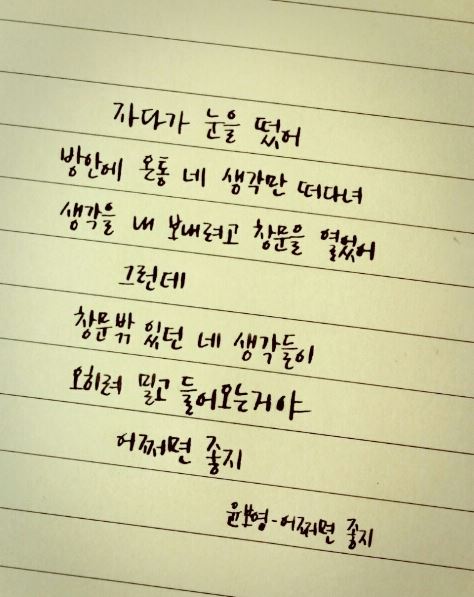 자다가 눈을 떴어
방안에 온통 네 생각만 떠다녀
생각을 내 보내려고 창문을 열었어
그런데
창문밖 있던 네 생각들이
오히려 밀고 들어오는거야
어쩌면 좋지
윤보영-어쩌면 좋지